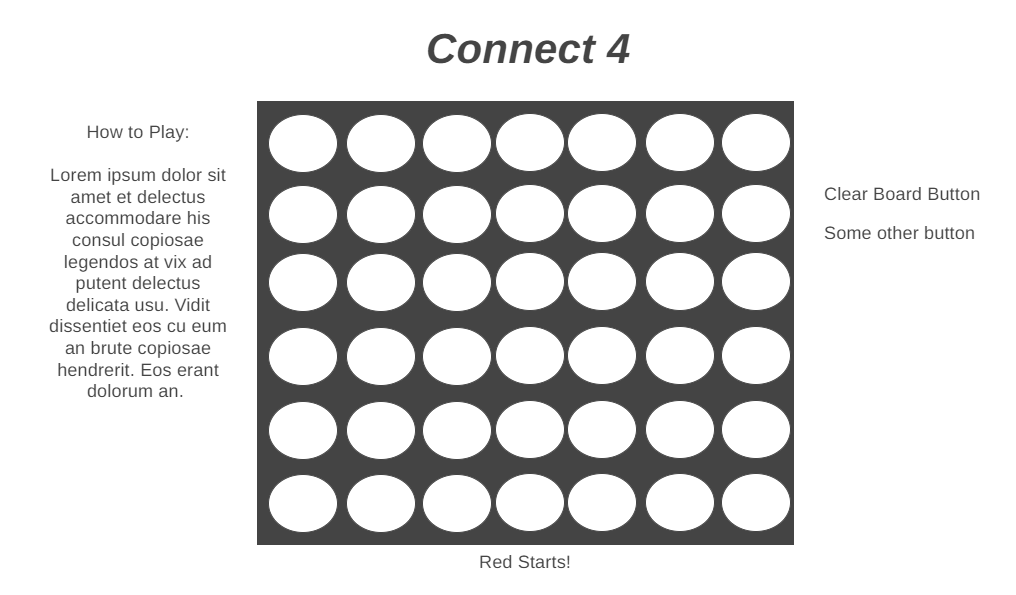 Connect 4
How to Play:
Lorem ipsum dolor sit
amet et delectus
accommodare his
consul copiosae
legendos at vix ad
putent delectus
delicata usu. Vidit
dissentiet eos cu eum
an brute copiosae
hendrerit. Eos erant
dolorum an.
Clear Board Button
Some other button
Red Starts!